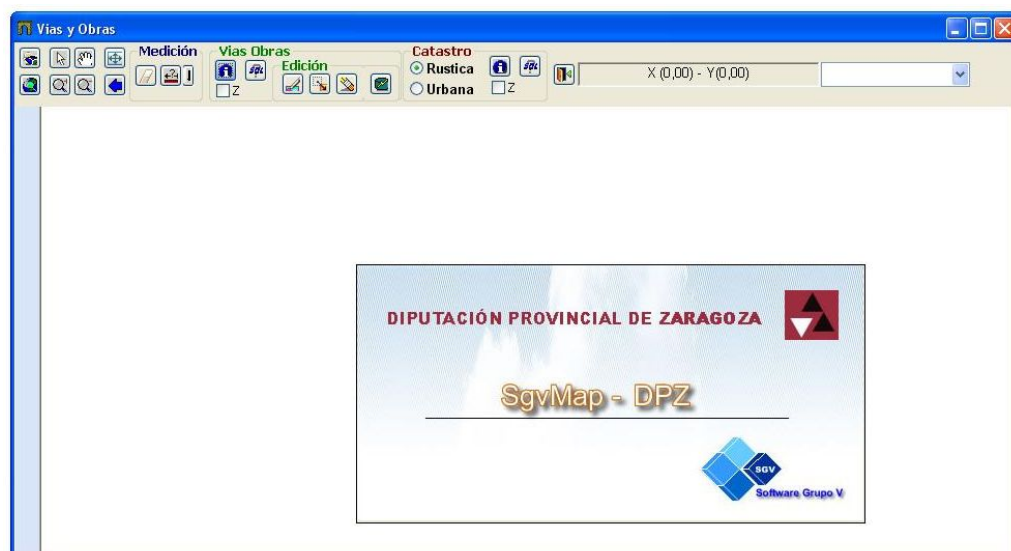 Vias y Obras
Medición
Vias Obras
Edición
Z
Catastro
Rustica
Urbana
Z
X (0,00) - Y(0,00)
DIPUTACIÓN PROVINCIAL DE ZARAGOZA
SgvMap - DPZ
SGV
Software Grupo V